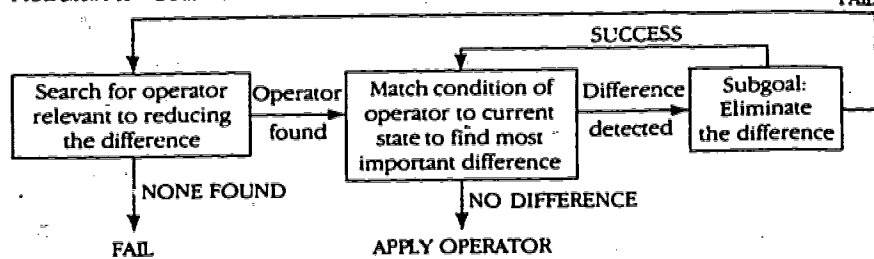 FAIL
SUCCESS
Search for operator
relevant to reducing
the difference
Operator
found
Match condition of
operator to current
state to find most
important difference
Difference
detected
Subgoal:
Eliminate
the difference
NONE FOUND
NO DIFFERENCE
FAIL
APPLY OPERATOR